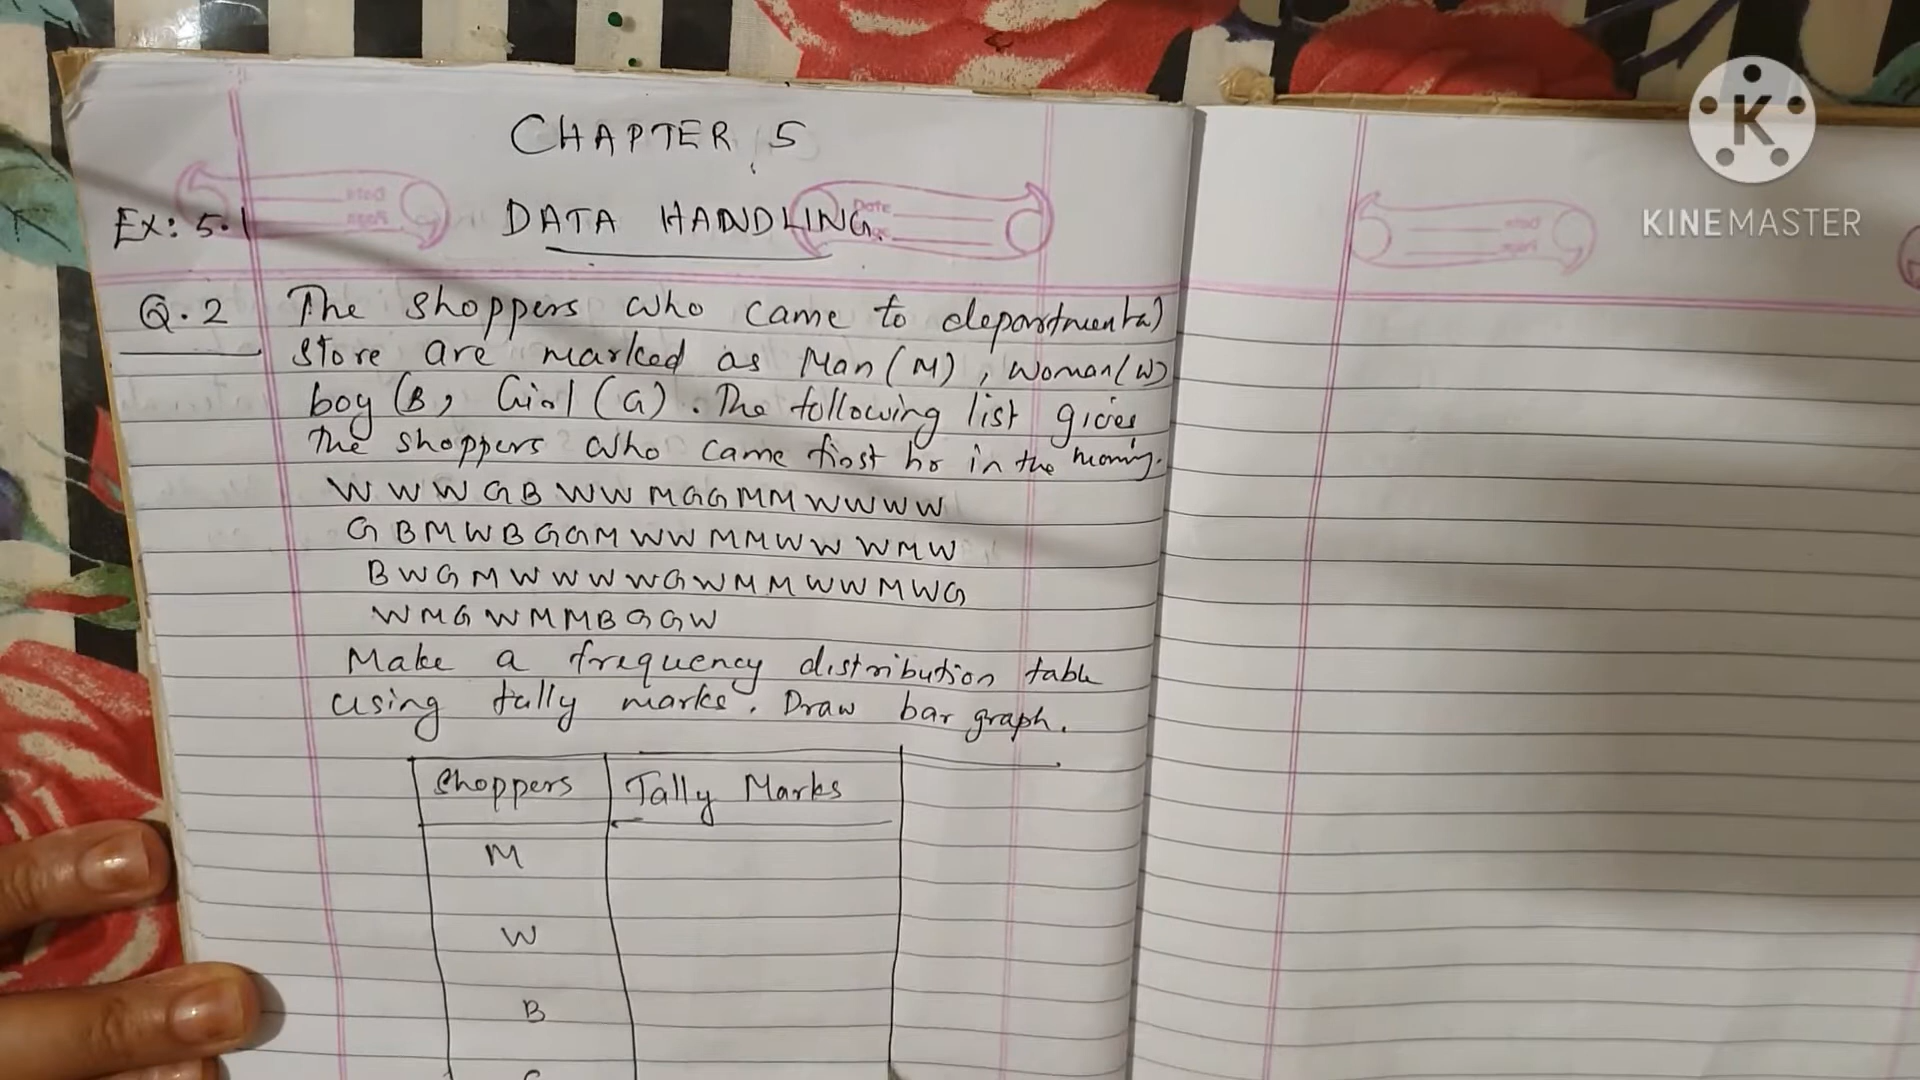 CHAPTER 5
Ex: 5.1
DATA HANDLING.
Q.2 The shoppers who came to departmental
store are marked as Man (M), Woman (W)
boy (B), Girl (G). The following list gives
The shoppers who came first hr in the morning.
W W W G B W W M G G M M W W W W
G B M W B G G M W W M M W W W M W
B W G M W W W W G W M M W W M W G
W M G W M M B G G W
Make a frequency distribution table
using tally marks. Draw bar graph.
Shoppers Tally Marks
M
W
B
K
KINEMASTER
Date